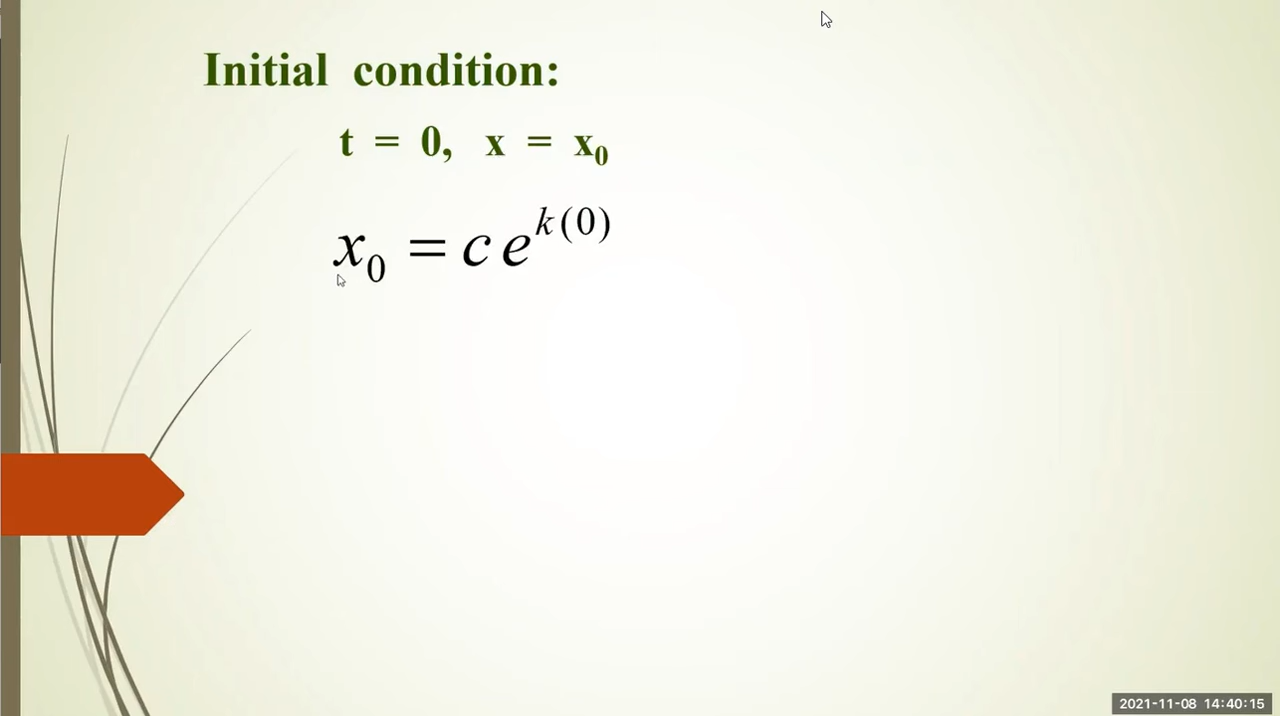 Initial condition:
t = 0, x = x₀
x₀ = c e^{k(0)}
2021-11-08 14:40:15